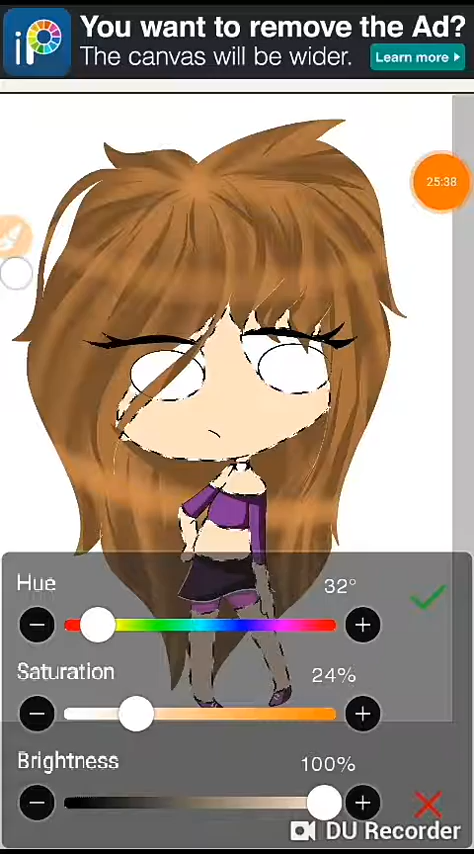 iP
You want to remove the Ad?
The canvas will be wider.
Learn more
25:38
Hue
32°
Saturation
24%
Brightness
100%
DU Recorder